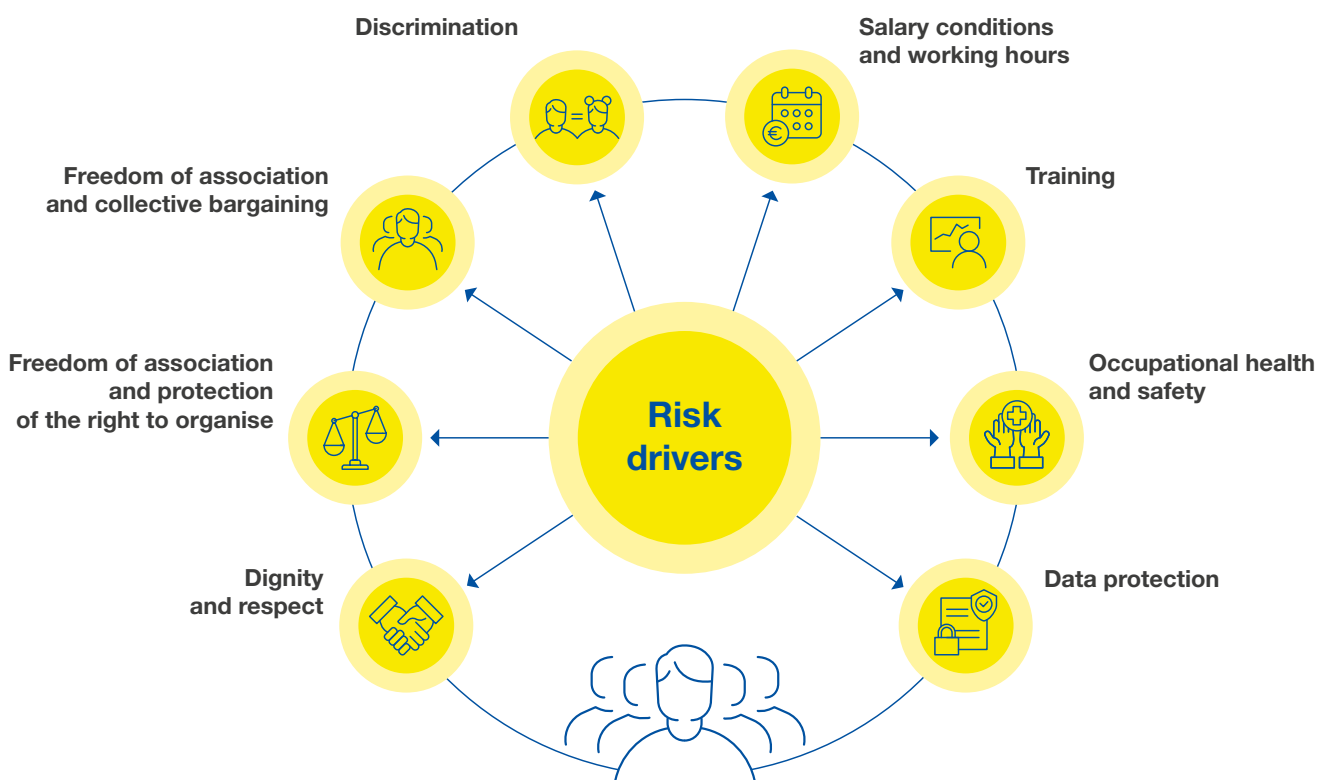 Discrimination
Salary conditions
and working hours
Freedom of association
and collective bargaining
Training
Freedom of association
and protection
of the right to organise
Risk
drivers
Occupational health
and safety
Dignity
and respect
Data protection